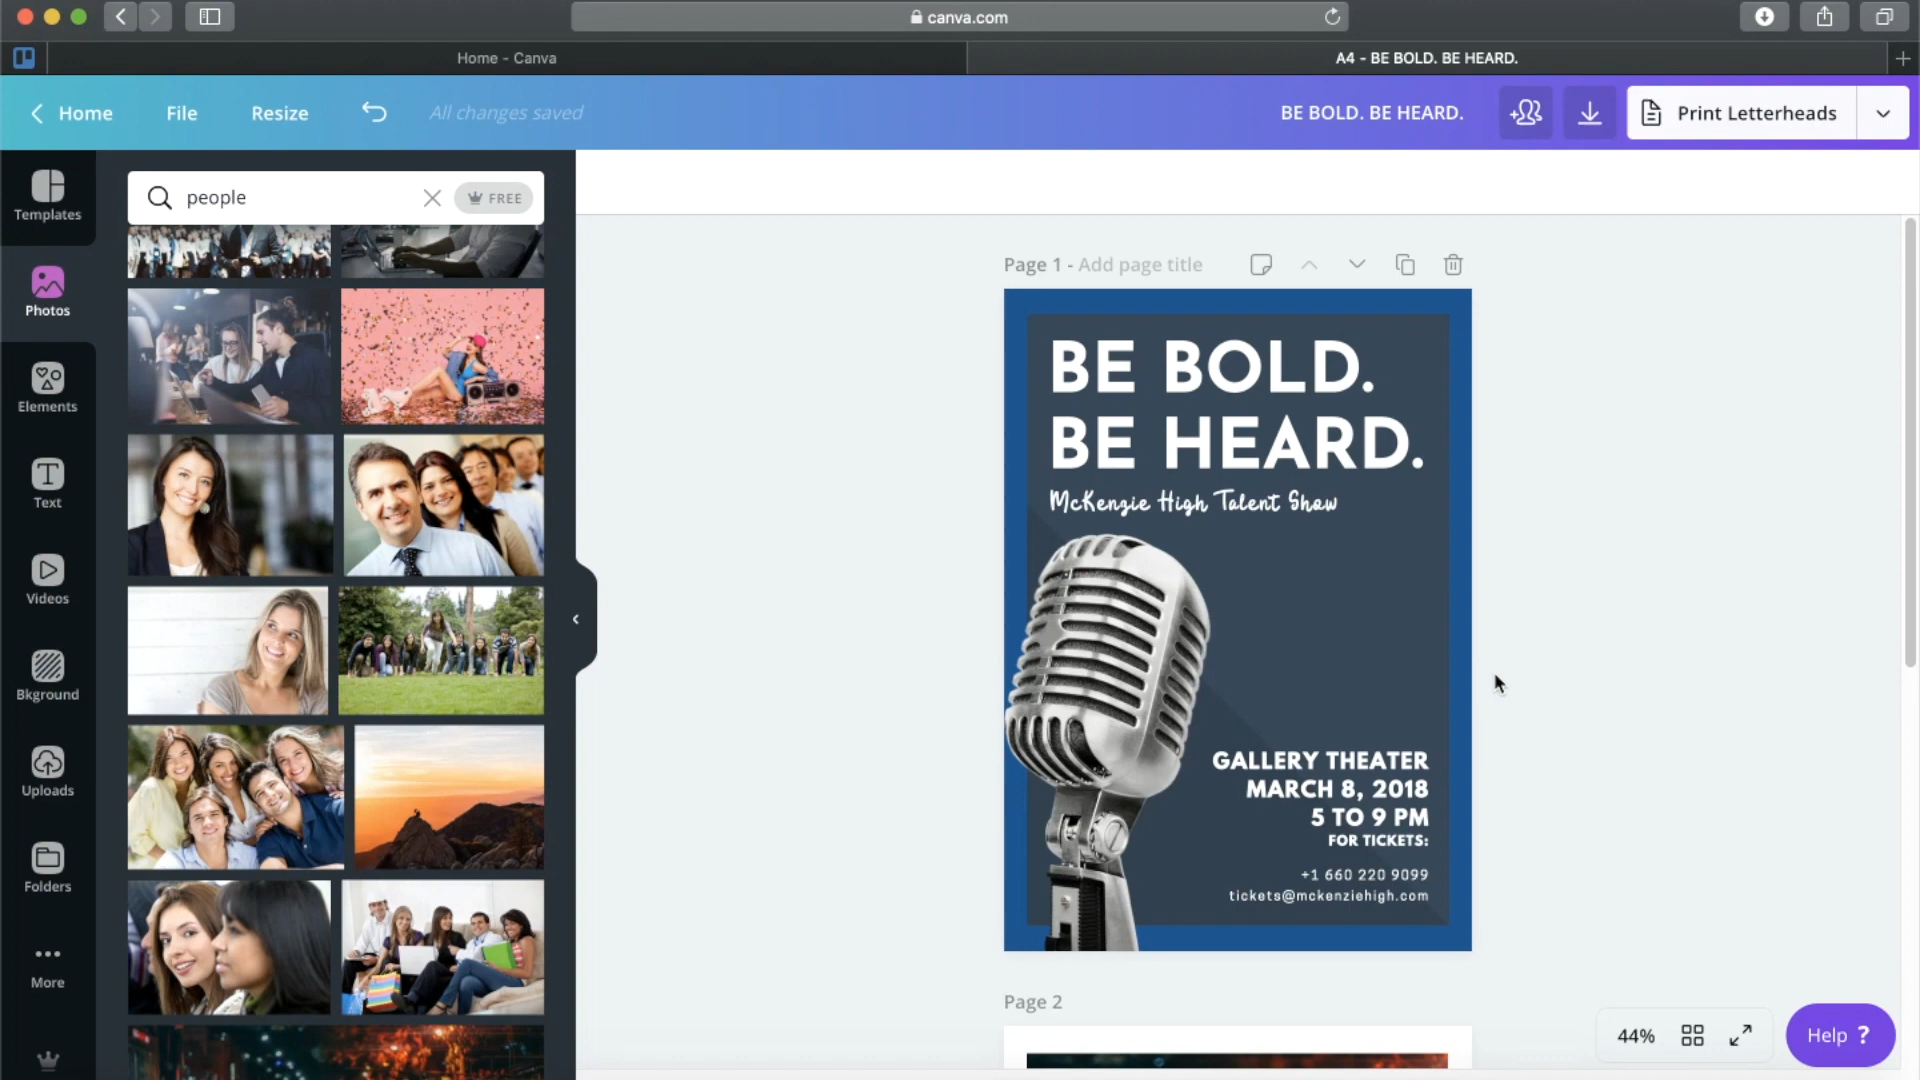 canva.com
Home - Canva
A4 - BE BOLD. BE HEARD.
Home
File
Resize
All changes saved
BE BOLD. BE HEARD.
Print Letterheads
Templates
Photos
Elements
Text
Videos
Bkground
Uploads
Folders
More
people
FREE
Page 1 - Add page title
BE BOLD.
BE HEARD.
McKenzie High Talent Show
GALLERY THEATER
MARCH 8, 2018
5 TO 9 PM
FOR TICKETS:
+1 660 220 9099
tickets@mckenziehigh.com
Page 2
44%
Help ?